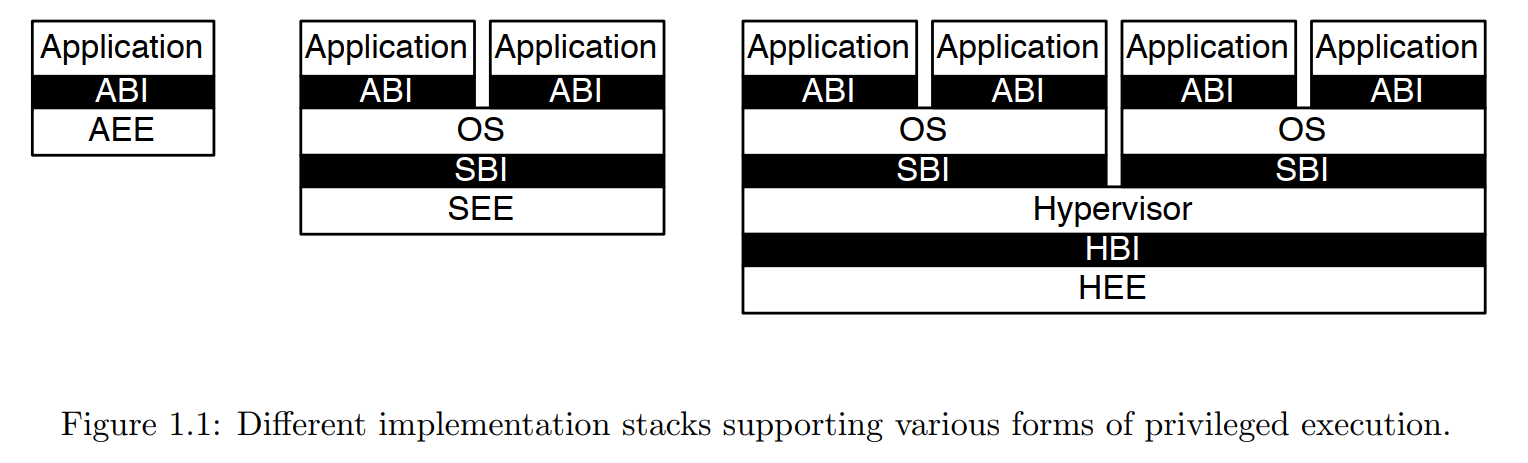 Application Application Application Application Application Application Application
ABI ABI ABI ABI ABI ABI ABI
AEE OS OS OS
SBI SBI SBI
SEE Hypervisor
HBI
HEE
Figure 1.1: Different implementation stacks supporting various forms of privileged execution.